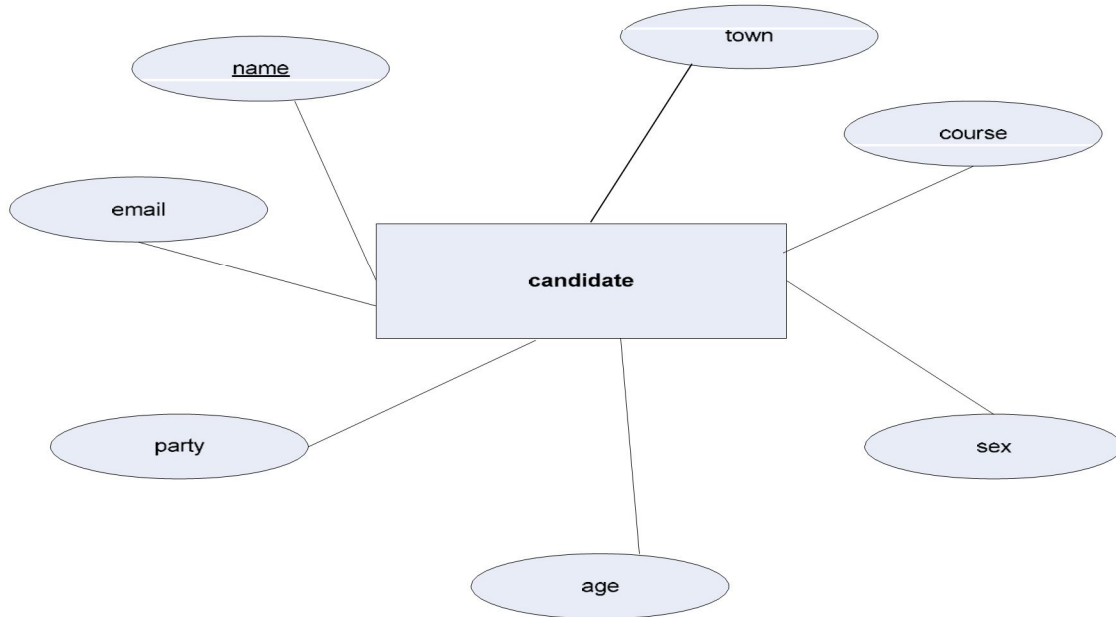 town
name
course
email
candidate
party
sex
age